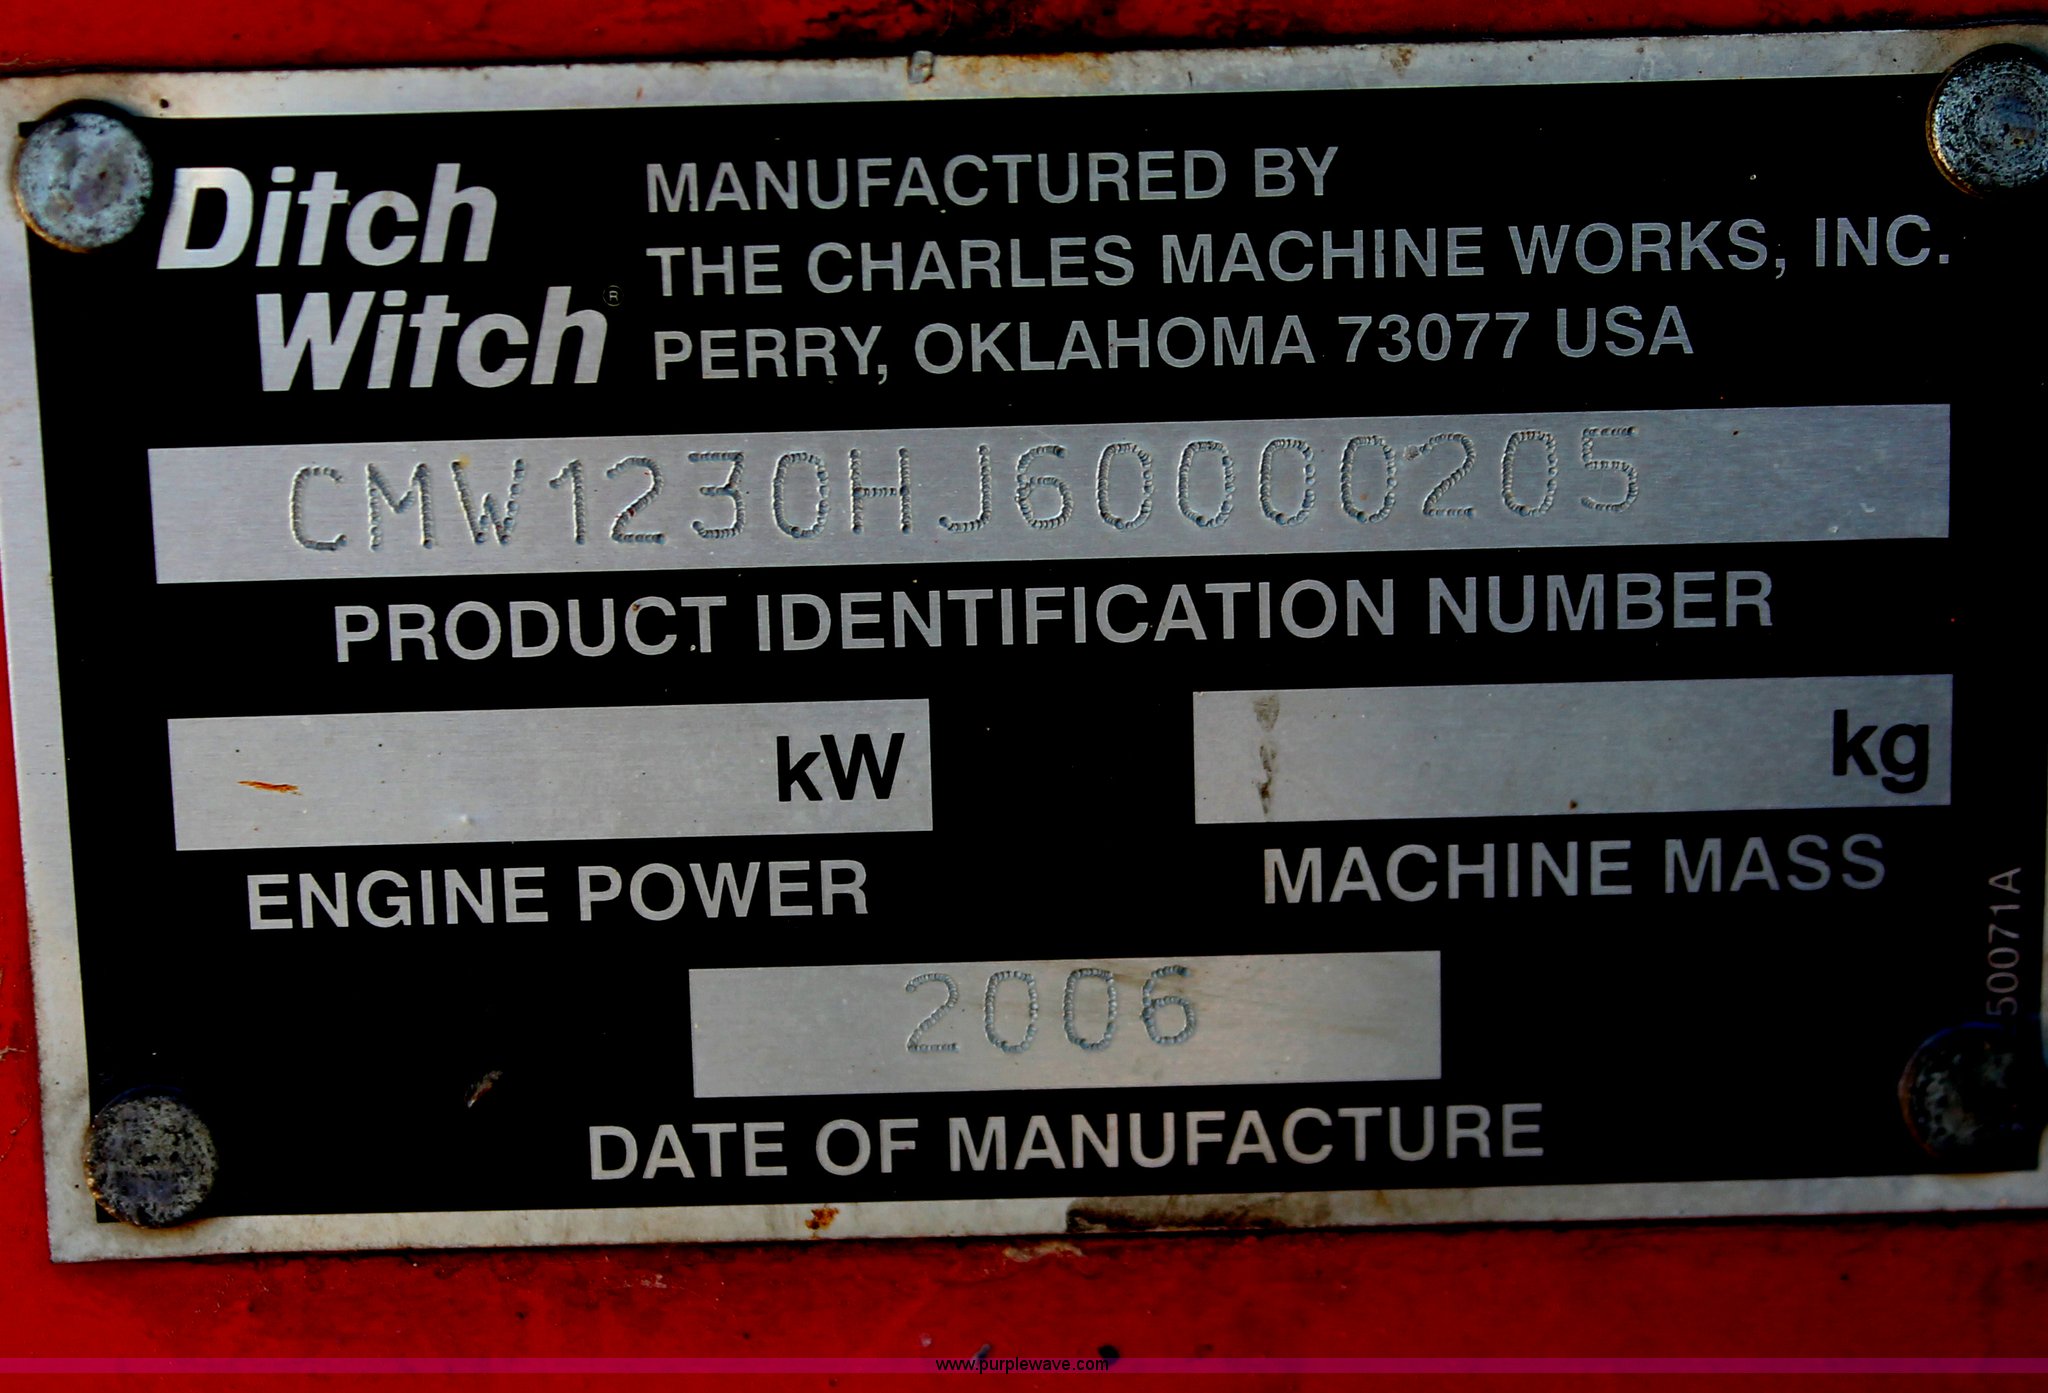 Ditch
Witch®
MANUFACTURED BY
THE CHARLES MACHINE WORKS, INC.
PERRY, OKLAHOMA 73077 USA
CMW1230HJ60000205
PRODUCT IDENTIFICATION NUMBER
kW
ENGINE POWER
kg
MACHINE MASS
2006
DATE OF MANUFACTURE
50071A
www.purplewave.com